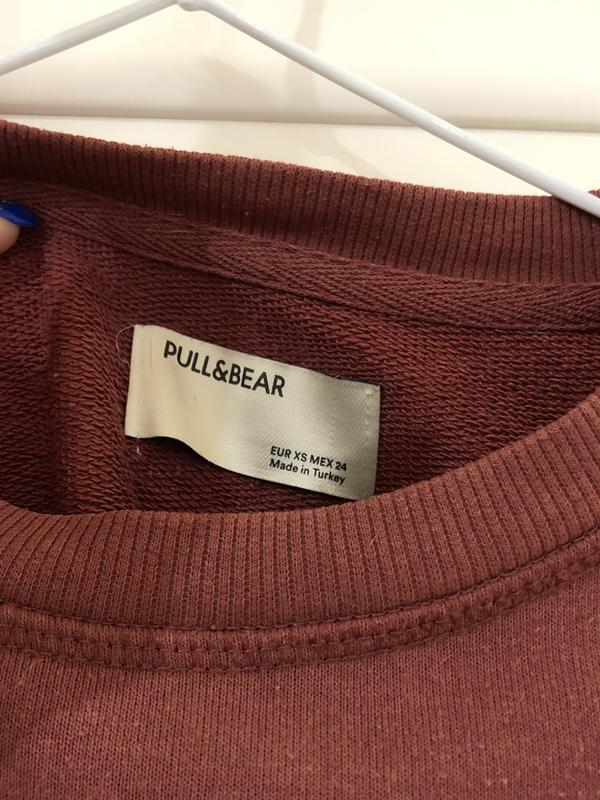 PULL&BEAR
EUR XS MEX 24
Made in Turkey